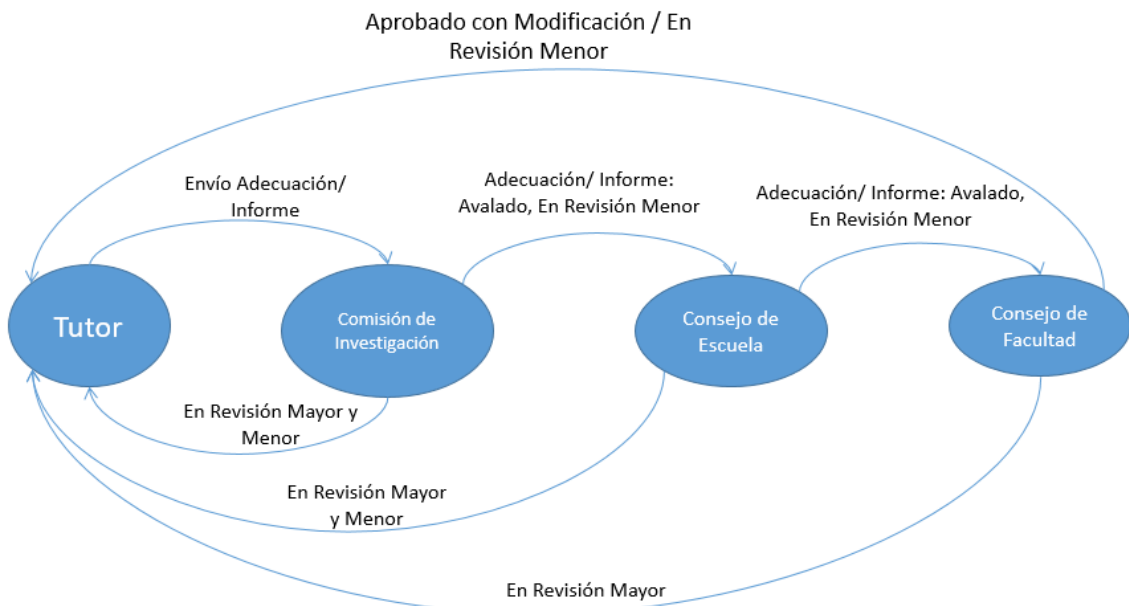 Aprobado con Modificación / En
Revisión Menor
Envío Adecuación/
Informe
Adecuación/ Informe:
Avalado, En Revisión Menor
Adecuación/ Informe: Avalado,
En Revisión Menor
Tutor
Comisión de
Investigación
Consejo de
Escuela
Consejo de
Facultad
En Revisión Mayor y
Menor
En Revisión Mayor
y Menor
En Revisión Mayor